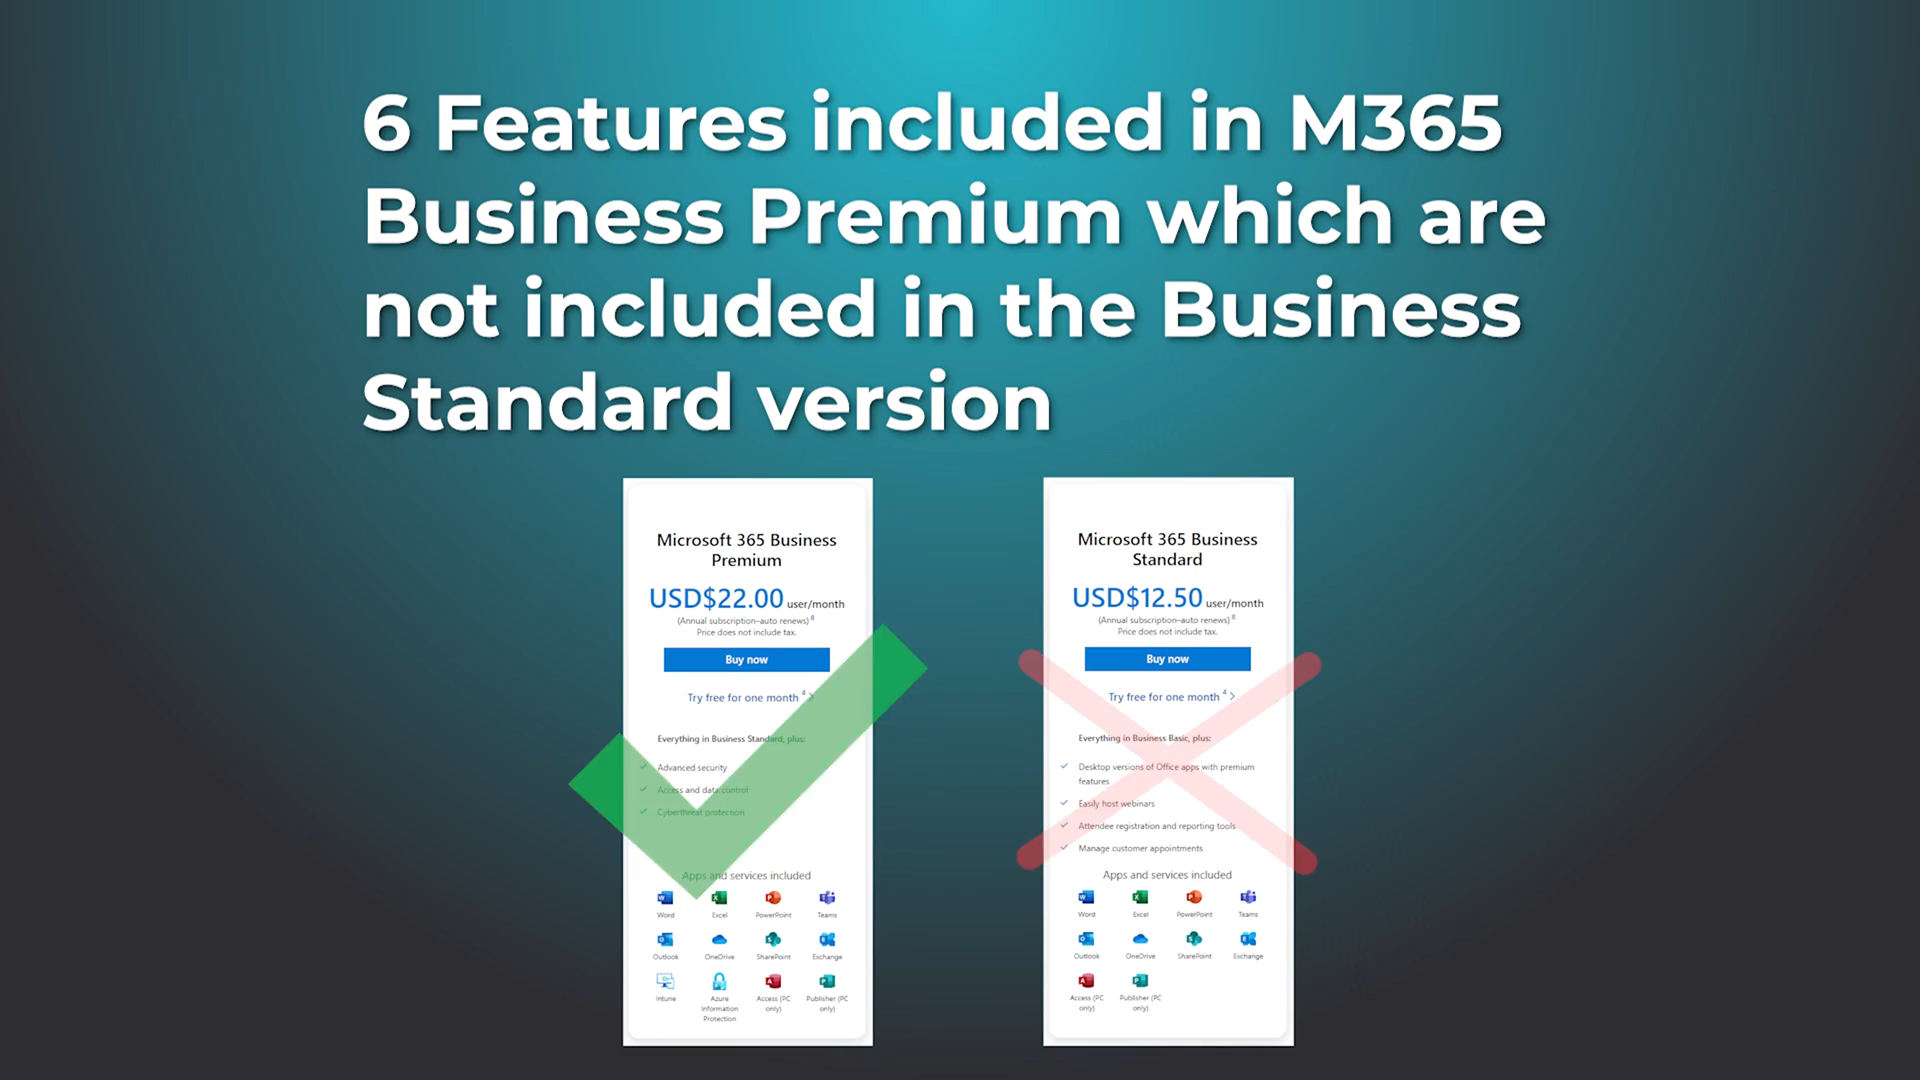 6 Features included in M365
Business Premium which are
not included in the Business
Standard version
Microsoft 365 Business
Premium
USD$22.00 user/month
(Annual subscription–auto renews) 8
Price does not include tax.
Buy now
Try free for one month 4 >
Everything in Business Standard, plus:
Advanced security
Access and data control
Cyberthreat protection
Apps and services included
Word Excel PowerPoint Teams
Outlook OneDrive SharePoint Exchange
Intune Azure Information Protection Access (PC only) Publisher (PC only)
Microsoft 365 Business
Standard
USD$12.50 user/month
(Annual subscription–auto renews) 8
Price does not include tax.
Buy now
Try free for one month 4 >
Everything in Business Basic, plus:
Desktop versions of Office apps with premium
features
Easily host webinars
Attendee registration and reporting tools
Manage customer appointments
Apps and services included
Word Excel PowerPoint Teams
Outlook OneDrive SharePoint Exchange
Access (PC only) Publisher (PC only)